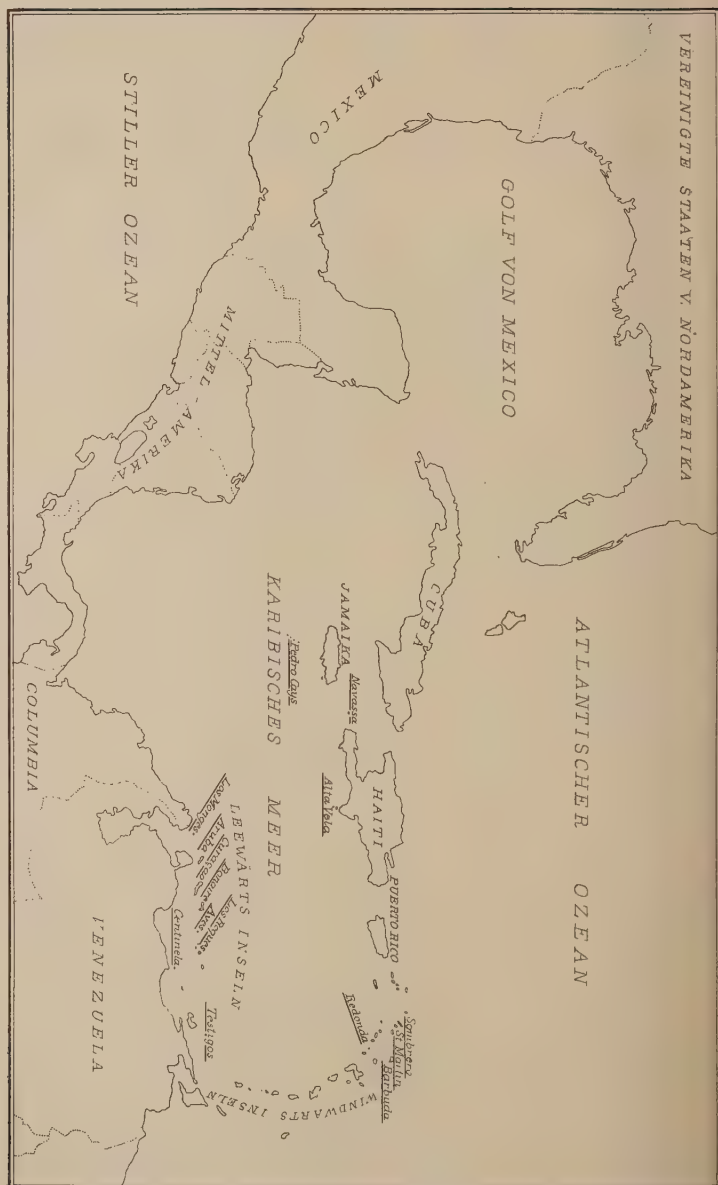 VEREINIGTE STAATEN V. NORDAMERIKA
MEXICO
GOLF VON MEXICO
STILLER OZEAN
ATLANTISCHER OZEAN
MITTEL-AMERIKA
CUBA
JAMAIKA
Navassa
Pedro Cays
HAITI
Alta Vela
PUERTO RICO
KARIBISCHES MEER
Sombrero
St Martin
Barbuda
Redonda
WINDWARTS INSELN
LEEWÄRTS INSELN
Los Monges.
Aruba
Curaçao
Bonaire
Aves.
Los Roques.
Centinela.
Testigos
COLUMBIA
VENEZUELA